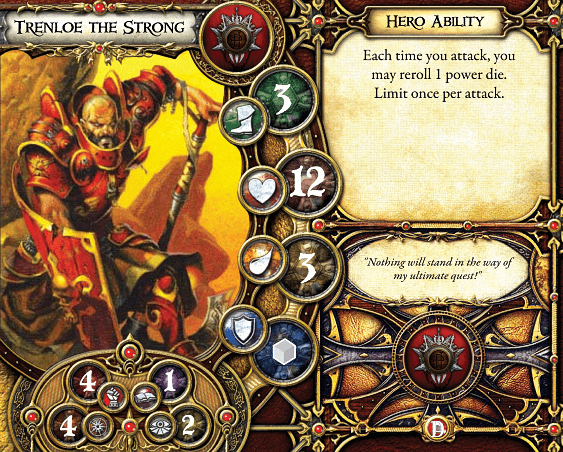 Trenloe the Strong
3
12
3
4 1
4 2
Hero Ability
Each time you attack, you
may reroll 1 power die.
Limit once per attack.
"Nothing will stand in the way of
my ultimate quest!"
D